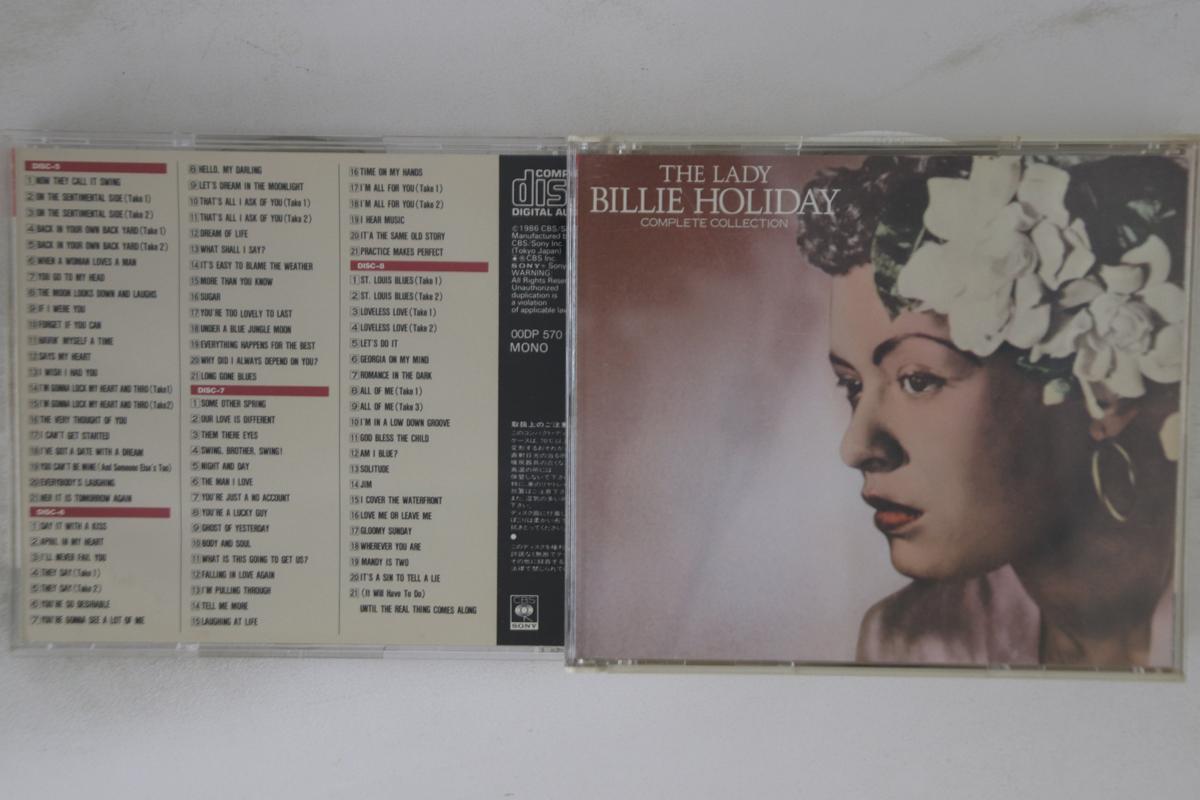 DISC-5
1 NOW THEY CALL IT SWING
2 ON THE SENTIMENTAL SIDE (Take 1)
3 ON THE SENTIMENTAL SIDE (Take 2)
4 BACK IN YOUR OWN BACK YARD (Take 1)
5 BACK IN YOUR OWN BACK YARD (Take 2)
6 WHEN A WOMAN LOVES A MAN
7 YOU GO TO MY HEAD
8 THE MOON LOOKS DOWN AND LAUGHS
9 IF I WERE YOU
10 FORGET IF YOU CAN
11 HAVIN' MYSELF A TIME
12 SAYS MY HEART
13 I WISH I HAD YOU
14 I'M GONNA LOCK MY HEART AND THRO (Take1)
15 I'M GONNA LOCK MY HEART AND THRO (Take2)
16 THE VERY THOUGHT OF YOU
17 I CAN'T GET STARTED
18 I'VE GOT A DATE WITH A DREAM
19 YOU CAN'T BE MINE (And Someone Else's Too)
20 EVERYBODY'S LAUGHING
21 HER IT IS TOMORROW AGAIN
DISC-6
1 SAY IT WITH A KISS
2 APRIL IN MY HEART
3 I'LL NEVER FAIL YOU
4 THEY SAY (Take 1)
5 THEY SAY (Take 2)
6 YOU'RE SO DESIRABLE
7 YOU'RE GONNA SEE A LOT OF ME
8 HELLO, MY DARLING
9 LET'S DREAM IN THE MOONLIGHT
10 THAT'S ALL I ASK OF YOU (Take 1)
11 THAT'S ALL I ASK OF YOU (Take 2)
12 DREAM OF LIFE
13 WHAT SHALL I SAY?
14 IT'S EASY TO BLAME THE WEATHER
15 MORE THAN YOU KNOW
16 SUGAR
17 YOU'RE TOO LOVELY TO LAST
18 UNDER A BLUE JUNGLE MOON
19 EVERYTHING HAPPENS FOR THE BEST
20 WHY DID I ALWAYS DEPEND ON YOU?
21 LONG GONE BLUES
DISC-7
1 SOME OTHER SPRING
2 OUR LOVE IS DIFFERENT
3 THEM THERE EYES
4 SWING, BROTHER, SWING!
5 NIGHT AND DAY
6 THE MAN I LOVE
7 YOU'RE JUST A NO ACCOUNT
8 YOU'RE A LUCKY GUY
9 GHOST OF YESTERDAY
10 BODY AND SOUL
11 WHAT IS THIS GOING TO GET US?
12 FALLING IN LOVE AGAIN
13 I'M PULLING THROUGH
14 TELL ME MORE
15 LAUGHING AT LIFE
16 TIME ON MY HANDS
17 I'M ALL FOR YOU (Take 1)
18 I'M ALL FOR YOU (Take 2)
19 I HEAR MUSIC
20 IT'A THE SAME OLD STORY
21 PRACTICE MAKES PERFECT
DISC-8
1 ST. LOUIS BLUES (Take 1)
2 ST. LOUIS BLUES (Take 2)
3 LOVELESS LOVE (Take 1)
4 LOVELESS LOVE (Take 2)
5 LET'S DO IT
6 GEORGIA ON MY MIND
7 ROMANCE IN THE DARK
8 ALL OF ME (Take 1)
9 ALL OF ME (Take 3)
10 I'M IN A LOW DOWN GROOVE
11 GOD BLESS THE CHILD
12 AM I BLUE?
13 SOLITUDE
14 JIM
15 I COVER THE WATERFRONT
16 LOVE ME OR LEAVE ME
17 GLOOMY SUNDAY
18 WHEREVER YOU ARE
19 MANDY IS TWO
20 IT'S A SIN TO TELL A LIE
21 (It Will Have To Do)
UNTIL THE REAL THING COMES ALONG
COMP
dis
DIGITAL AU
©1986 CBS/S
Manufactured b
CBS/Sony Inc.
(Tokyo Japan)
®CBS Inc.
SONY® Sony
WARNING:
All Rights Rese
Unauthorized
duplication is
a violation
of applicable law
00DP 570
MONO
取扱上のご注意
CBS
SONY
THE LADY
BILLIE HOLIDAY
COMPLETE COLLECTION